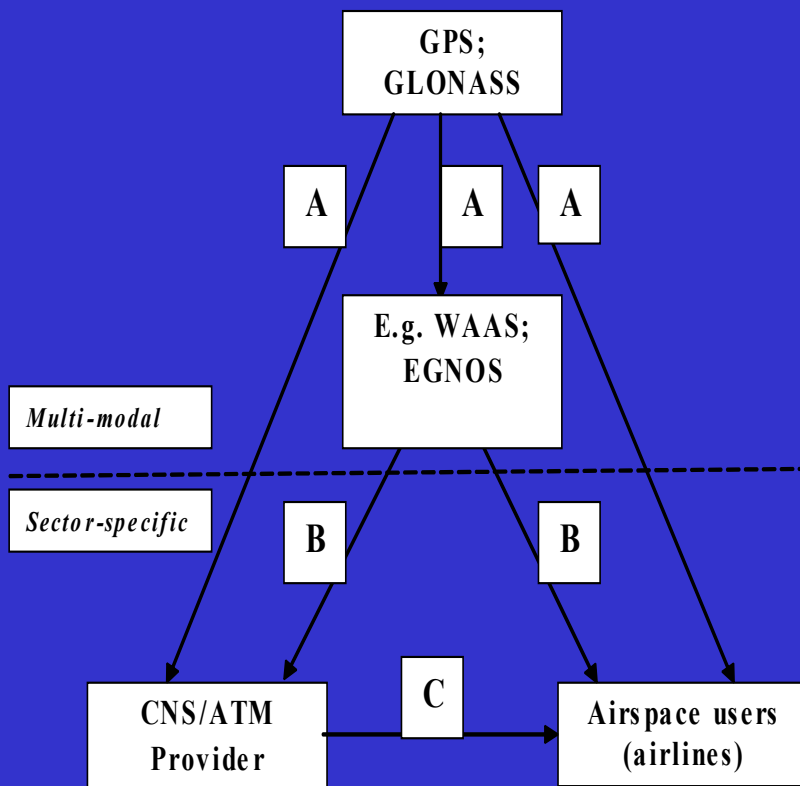 GPS;
GLONASS
A
A
A
E.g. WAAS;
EGNOS
Multi-modal
Sector-specific
B
B
C
CNS/ATM
Provider
Airspace users
(airlines)